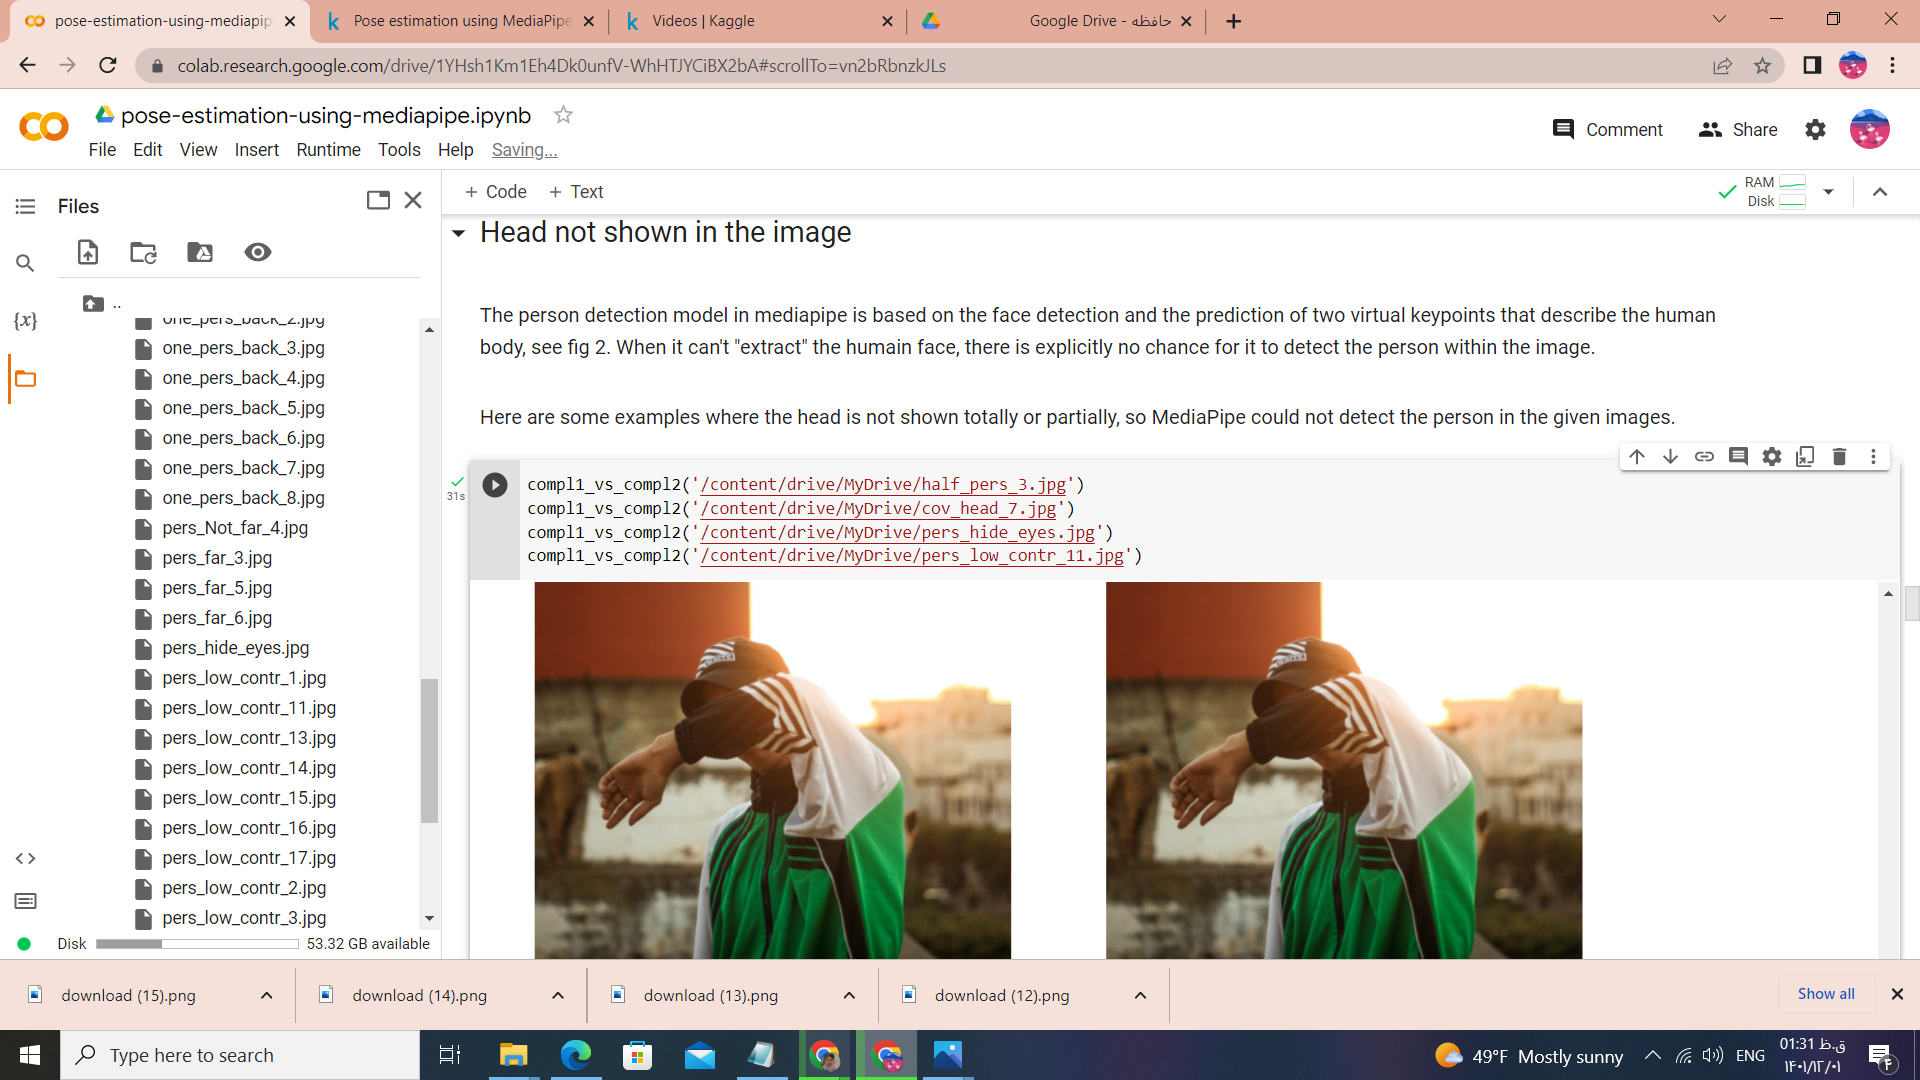 pose-estimation-using-mediapip
Pose estimation using MediaPipe
Videos | Kaggle
Google Drive - حافظه
colab.research.google.com/drive/1YHsh1Km1Eh4Dk0unfV-WhHTJYCiBX2bA#scrollTo=vn2bRbnzkJLs
pose-estimation-using-mediapipe.ipynb
Comment
Share
File Edit View Insert Runtime Tools Help Saving...
Files
+ Code + Text
RAM
Disk
Head not shown in the image
..
one_pers_back_2.jpg
one_pers_back_3.jpg
one_pers_back_4.jpg
one_pers_back_5.jpg
one_pers_back_6.jpg
one_pers_back_7.jpg
one_pers_back_8.jpg
pers_Not_far_4.jpg
pers_far_3.jpg
pers_far_5.jpg
pers_far_6.jpg
pers_hide_eyes.jpg
pers_low_contr_1.jpg
pers_low_contr_11.jpg
pers_low_contr_13.jpg
pers_low_contr_14.jpg
pers_low_contr_15.jpg
pers_low_contr_16.jpg
pers_low_contr_17.jpg
pers_low_contr_2.jpg
pers_low_contr_3.jpg
Disk 53.32 GB available
The person detection model in mediapipe is based on the face detection and the prediction of two virtual keypoints that describe the human
body, see fig 2. When it can't "extract" the humain face, there is explicitly no chance for it to detect the person within the image.
Here are some examples where the head is not shown totally or partially, so MediaPipe could not detect the person in the given images.
31s
compl1_vs_compl2('/content/drive/MyDrive/half_pers_3.jpg')
compl1_vs_compl2('/content/drive/MyDrive/cov_head_7.jpg')
compl1_vs_compl2('/content/drive/MyDrive/pers_hide_eyes.jpg')
compl1_vs_compl2('/content/drive/MyDrive/pers_low_contr_11.jpg')
download (15).png
download (14).png
download (13).png
download (12).png
Show all
Type here to search
49°F Mostly sunny
ENG
01:31 ق.ظ
۱۴۰۱/۱۲/۰۱
۴